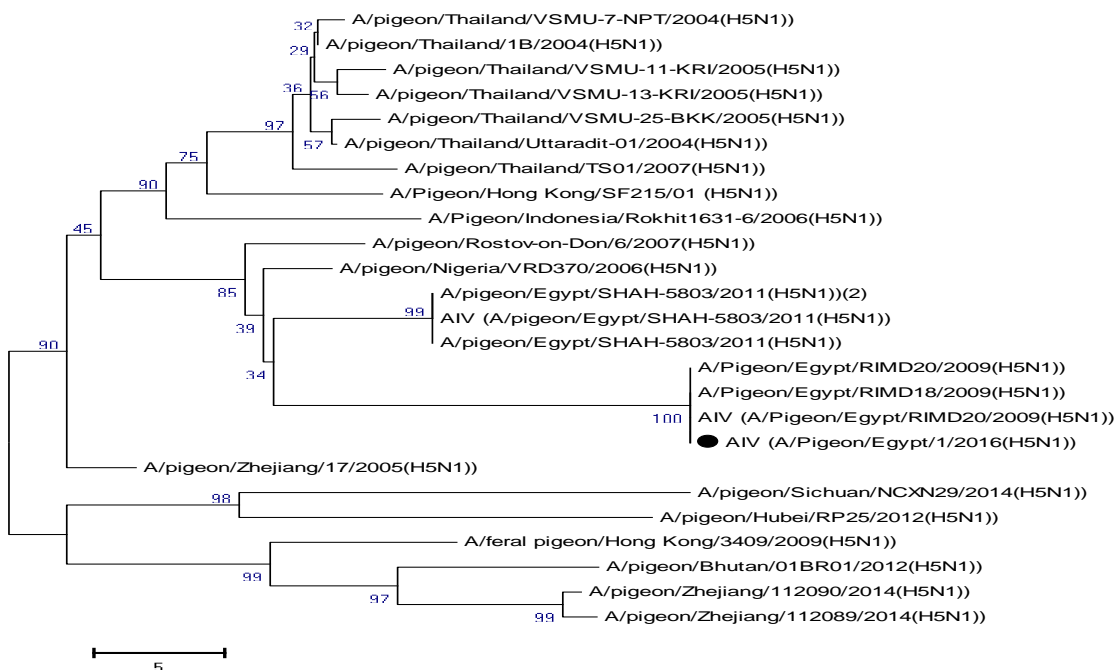 A/pigeon/Thailand/VSMU-7-NPT/2004(H5N1))
32
A/pigeon/Thailand/1B/2004(H5N1))
29
A/pigeon/Thailand/VSMU-11-KRI/2005(H5N1))
36
56
A/pigeon/Thailand/VSMU-13-KRI/2005(H5N1))
A/pigeon/Thailand/VSMU-25-BKK/2005(H5N1))
97
57
A/pigeon/Thailand/Uttaradit-01/2004(H5N1))
75
A/pigeon/Thailand/TS01/2007(H5N1))
90
A/Pigeon/Hong Kong/SF215/01 (H5N1))
A/Pigeon/Indonesia/Rokhit1631-6/2006(H5N1))
45
A/pigeon/Rostov-on-Don/6/2007(H5N1))
A/pigeon/Nigeria/VRD370/2006(H5N1))
85
A/pigeon/Egypt/SHAH-5803/2011(H5N1))(2)
99
AIV (A/pigeon/Egypt/SHAH-5803/2011(H5N1))
39
A/pigeon/Egypt/SHAH-5803/2011(H5N1))
90
A/Pigeon/Egypt/RIMD20/2009(H5N1))
34
A/Pigeon/Egypt/RIMD18/2009(H5N1))
100
AIV (A/Pigeon/Egypt/RIMD20/2009(H5N1))
AIV (A/Pigeon/Egypt/1/2016(H5N1))
A/pigeon/Zhejiang/17/2005(H5N1))
98
A/pigeon/Sichuan/NCXN29/2014(H5N1))
A/pigeon/Hubei/RP25/2012(H5N1))
A/feral pigeon/Hong Kong/3409/2009(H5N1))
99
A/pigeon/Bhutan/01BR01/2012(H5N1))
97
A/pigeon/Zhejiang/112090/2014(H5N1))
99
A/pigeon/Zhejiang/112089/2014(H5N1))
5